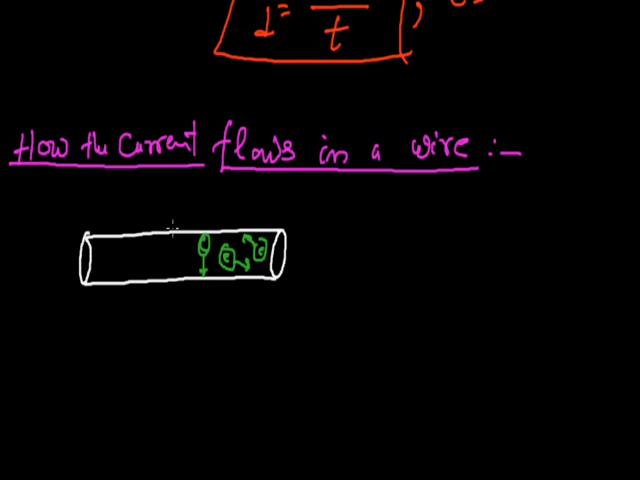 I = ― t ,
How the current flows in a wire :-
e e e